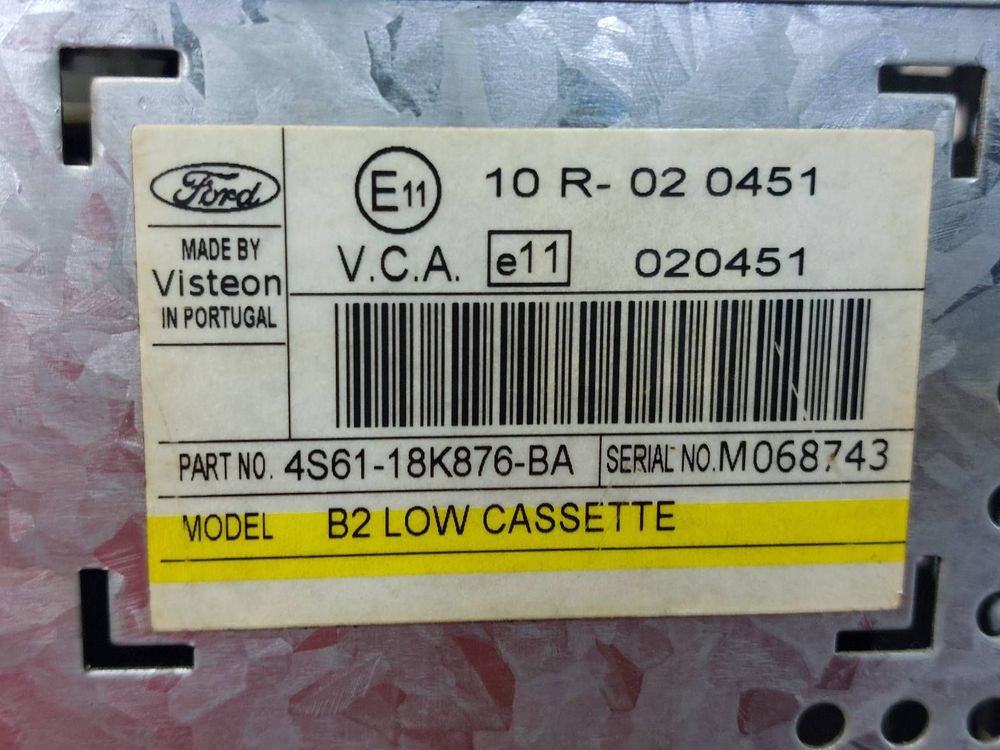 Ford
MADE BY
Visteon
IN PORTUGAL
E11 10 R- 02 0451
V.C.A. e11 020451
PART NO. 4S61-18K876-BA SERIAL NO. M068743
MODEL B2 LOW CASSETTE